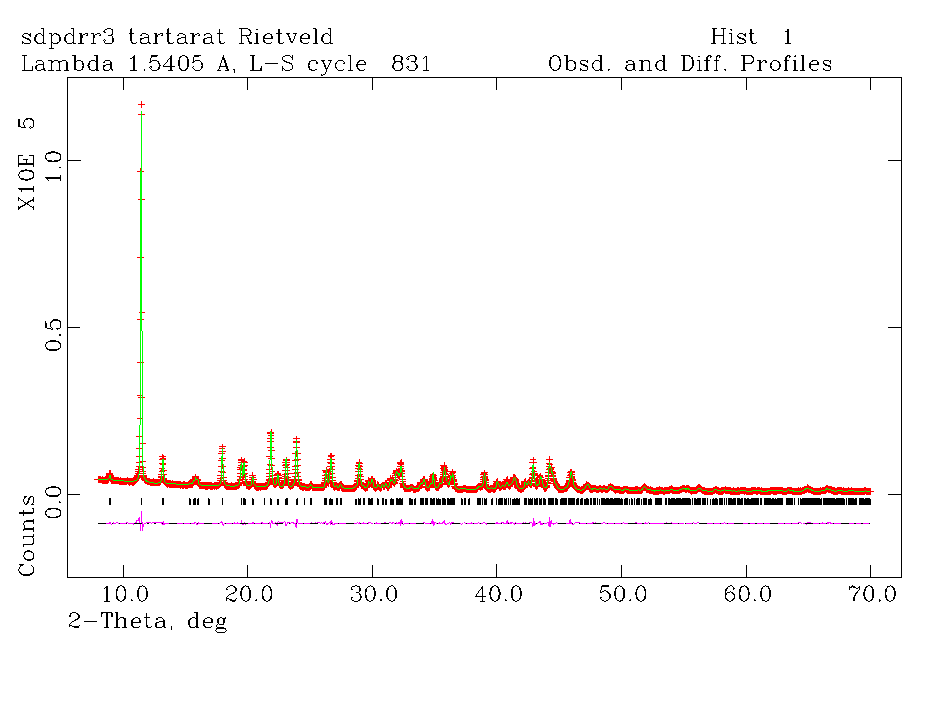 sdpdrr3 tartarat Rietveld Hist 1
Lambda 1.5405 A, L-S cycle 831 Obsd. and Diff. Profiles
X10E 5
Counts
1.0
0.5
0.0
10.0 20.0 30.0 40.0 50.0 60.0 70.0
2-Theta, deg